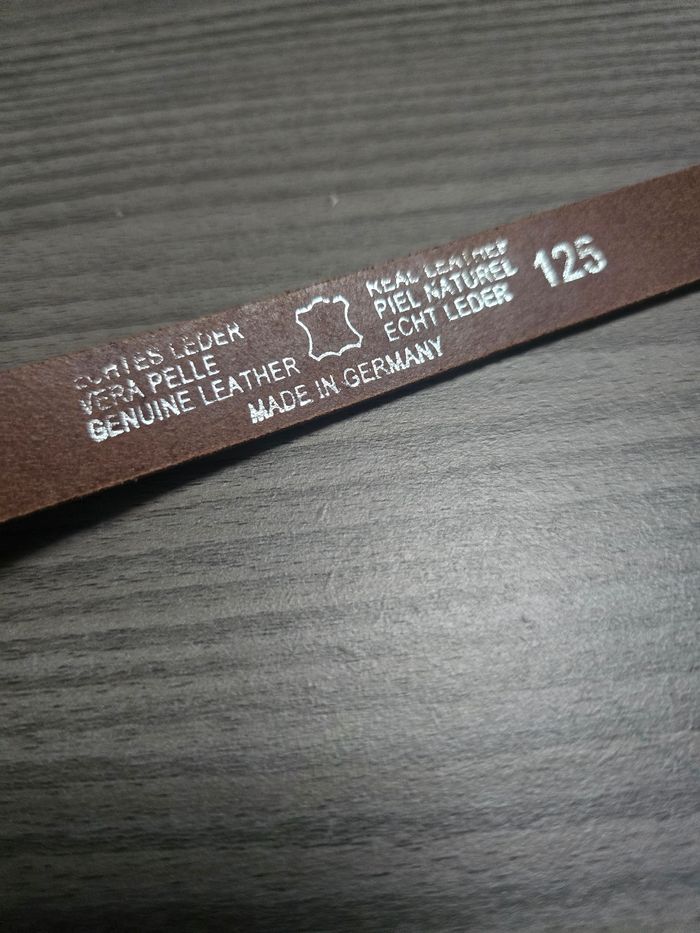 ECHTES LEDER
VERA PELLE
GENUINE LEATHER
REAL LEATHER
PIEL NATUREL
ECHT LEDER
MADE IN GERMANY
125